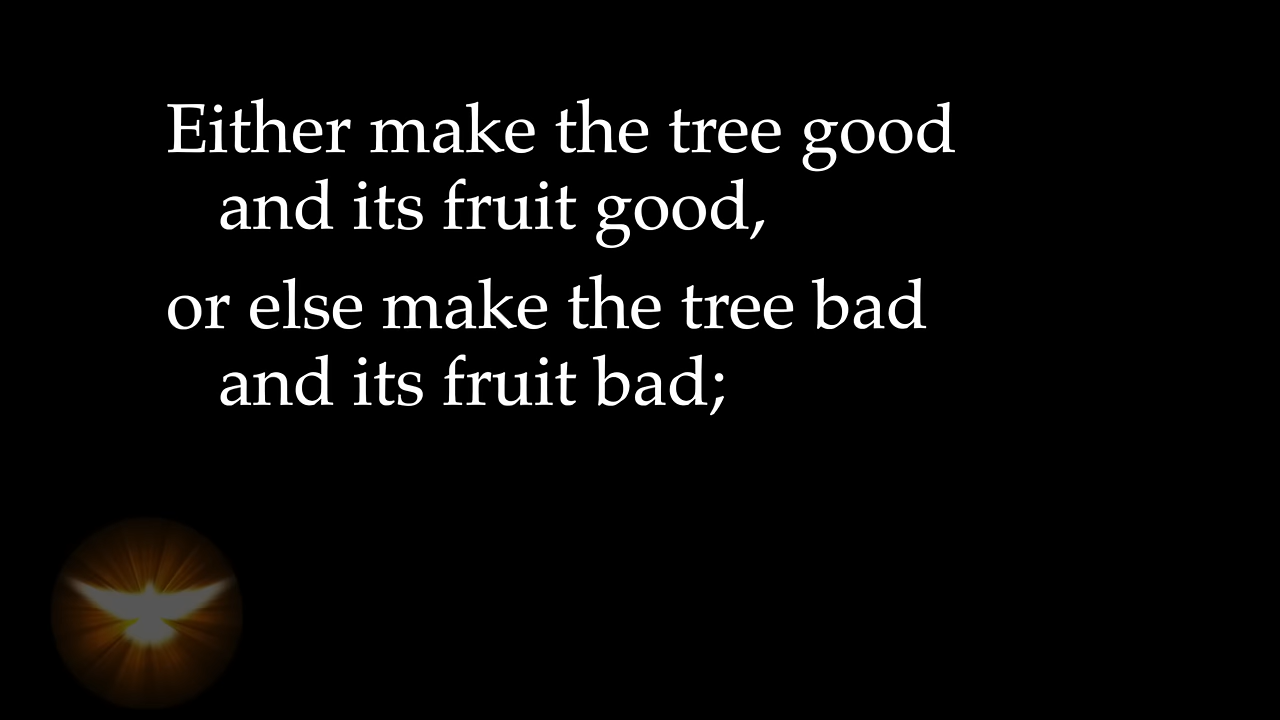 Either make the tree good
and its fruit good,
or else make the tree bad
and its fruit bad;